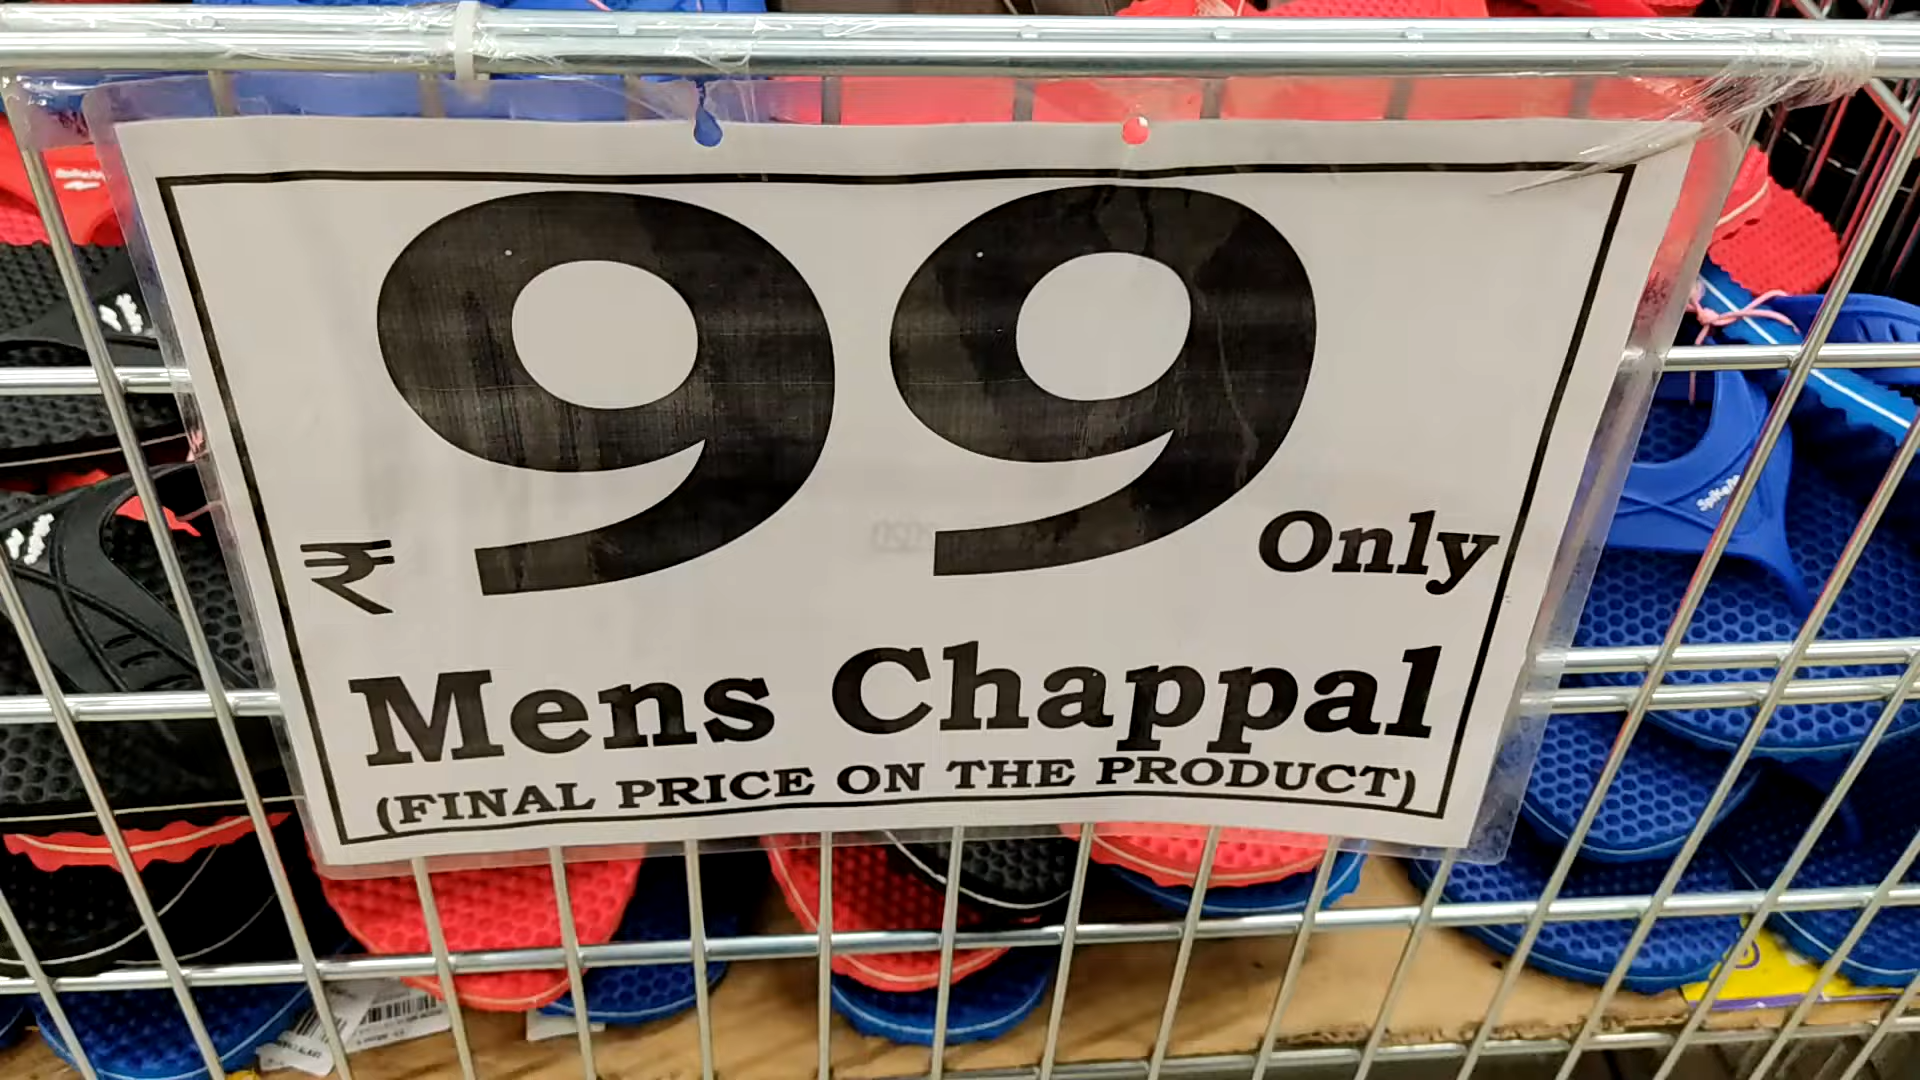 ₹ 99 Only
Mens Chappal
(FINAL PRICE ON THE PRODUCT)